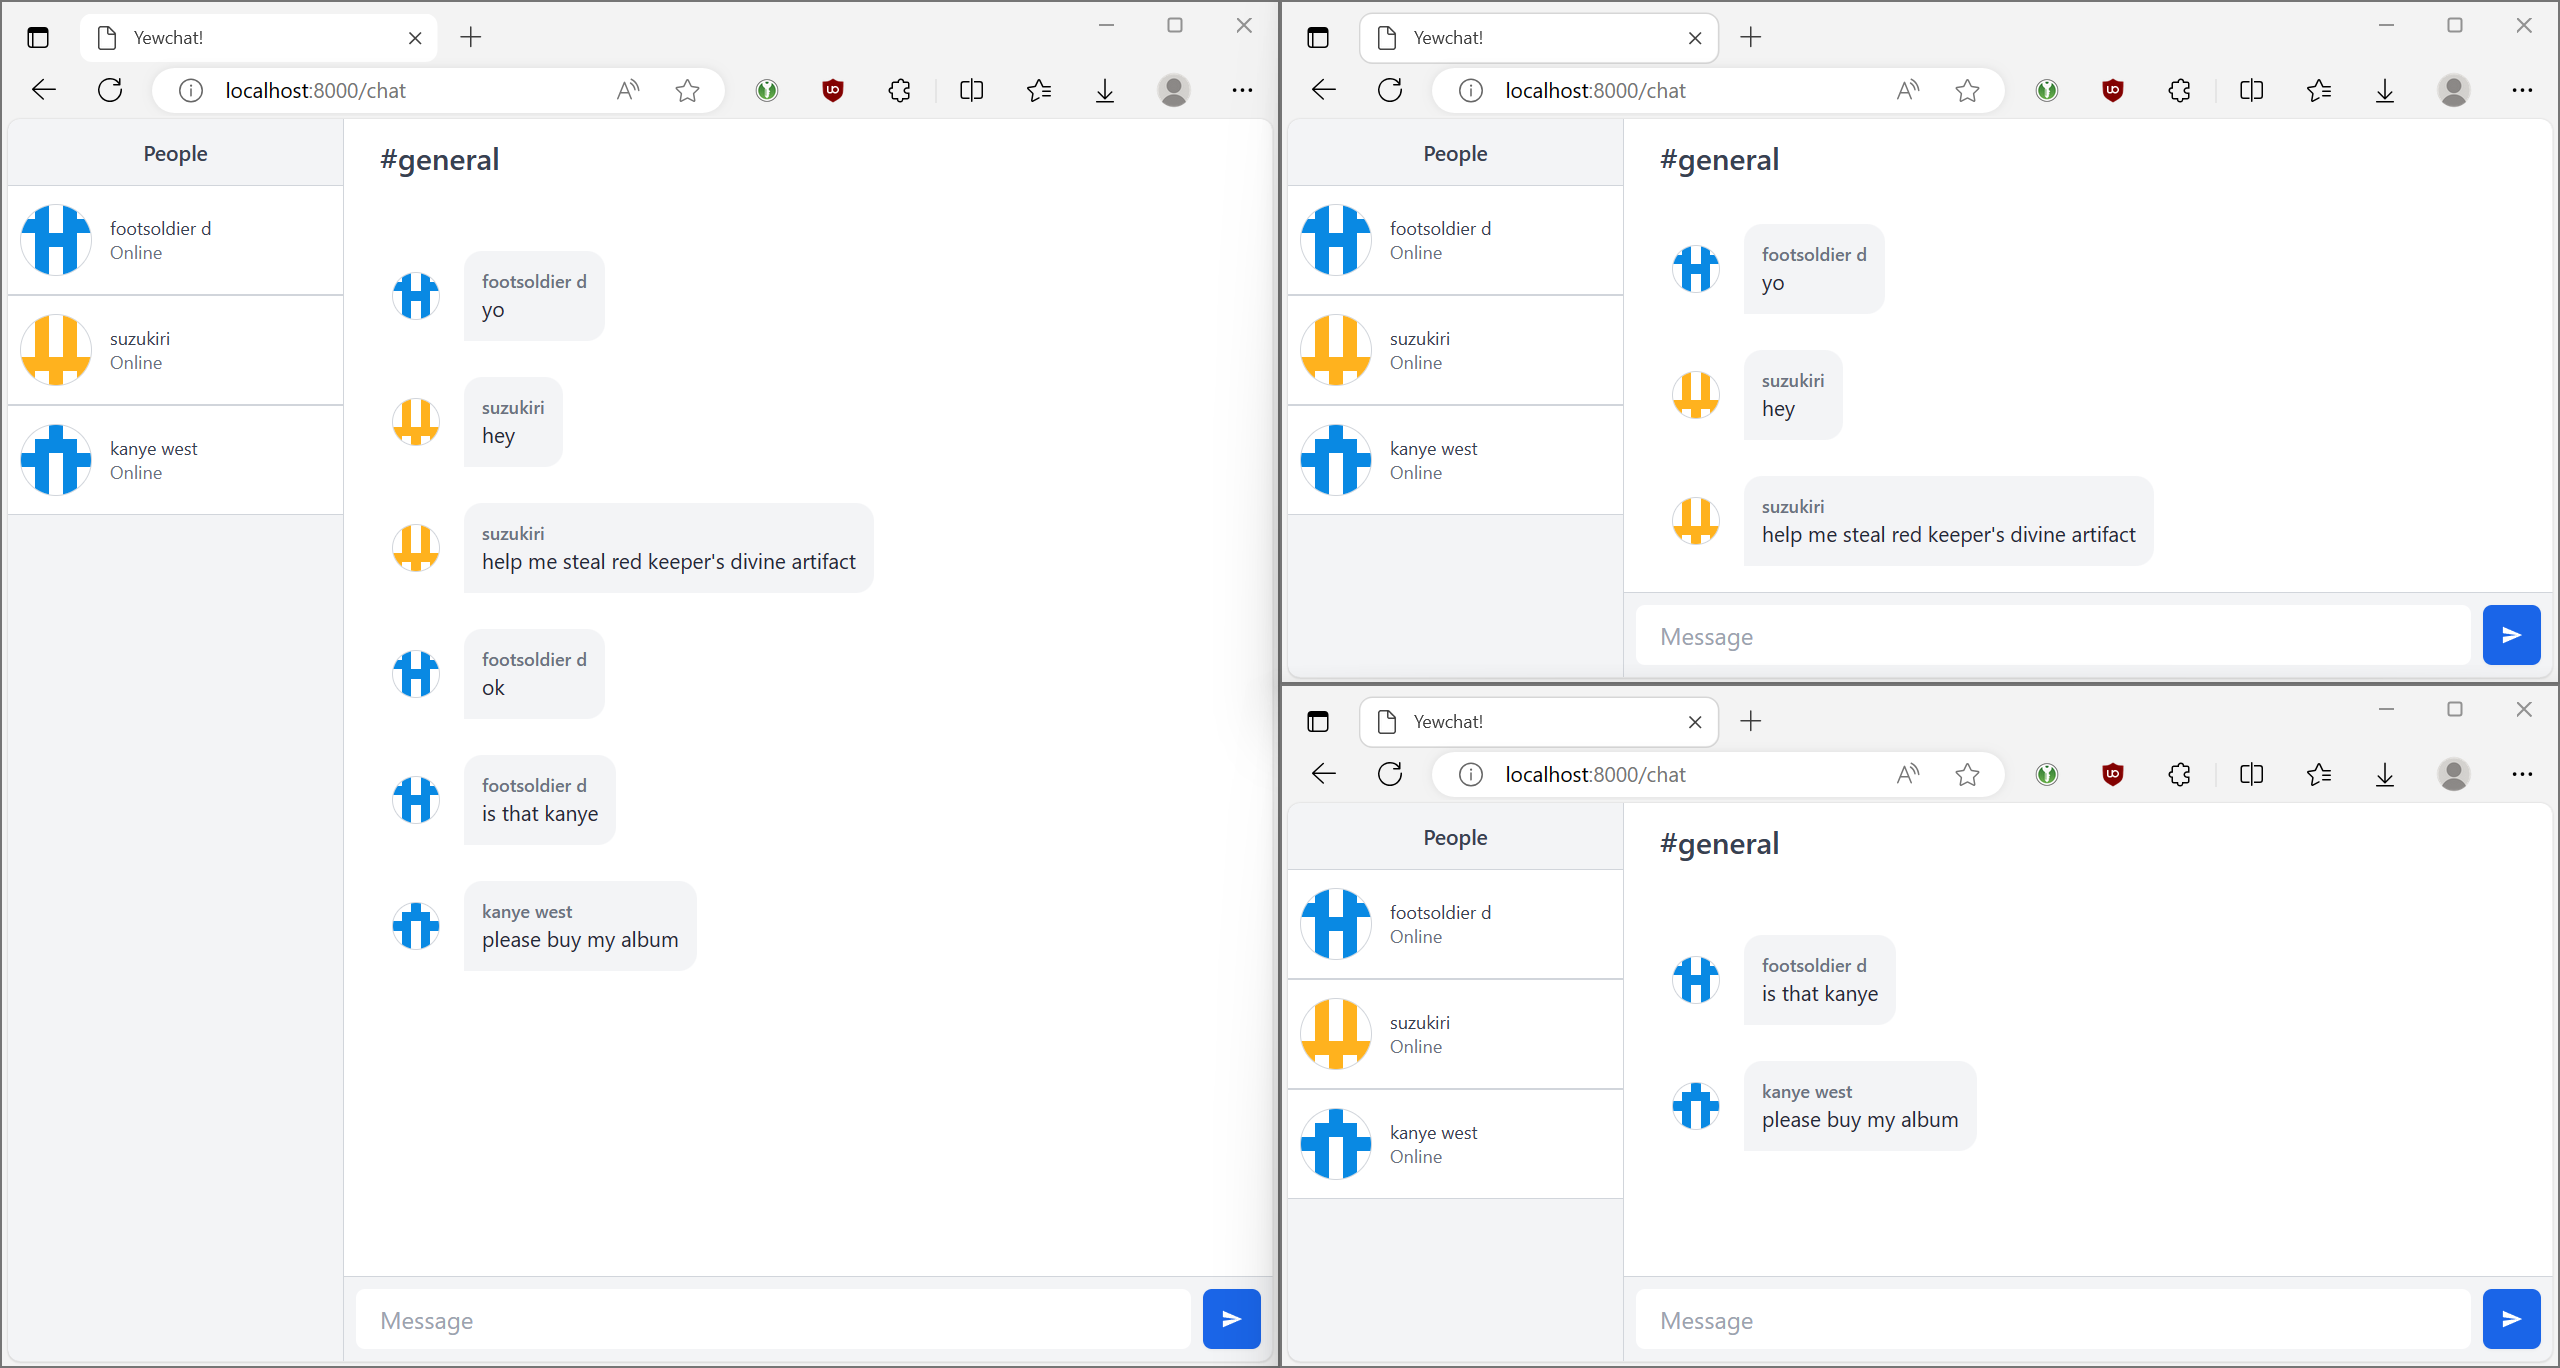 Yewchat!
localhost:8000/chat
People
footsoldier d
Online
suzukiri
Online
kanye west
Online
#general
footsoldier d
yo
suzukiri
hey
suzukiri
help me steal red keeper's divine artifact
footsoldier d
ok
footsoldier d
is that kanye
kanye west
please buy my album
Message
Yewchat!
localhost:8000/chat
People
footsoldier d
Online
suzukiri
Online
kanye west
Online
#general
footsoldier d
yo
suzukiri
hey
suzukiri
help me steal red keeper's divine artifact
Message
Yewchat!
localhost:8000/chat
People
footsoldier d
Online
suzukiri
Online
kanye west
Online
#general
footsoldier d
is that kanye
kanye west
please buy my album
Message